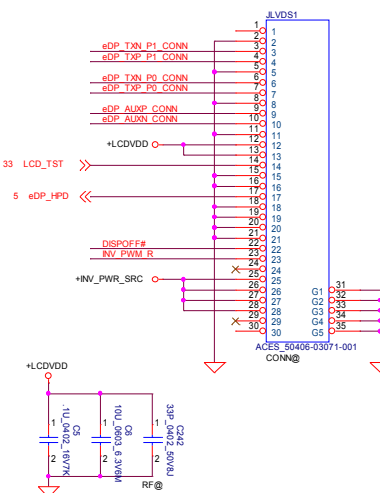 JLVDS1
1 1
2 2
eDP_TXN_P1_CONN 3 3
eDP_TXP_P1_CONN 4 4
5 5
eDP_TXN_P0_CONN 6 6
eDP_TXP_P0_CONN 7 7
8 8
eDP_AUXP_CONN 9 9
eDP_AUXN_CONN 10 10
11 11
+LCDVDD 12 12
13 13
33 LCD_TST 14 14
15 15
16 16
5 eDP_HPD 17 17
18 18
19 19
20 20
21 21
DISPOFF# 22 22
INV_PWM_R 23 23
24 24
+INV_PWR_SRC 25 25
26 26 G1 31
27 27 G2 32
28 28 G3 33
29 29 G4 34
30 30 G5 35
ACES_50406-03071-001
CONN@
+LCDVDD
1 2 C5 .1U_0402_16V7K
1 2 C6 10U_0603_6.3V6M
1 2 C242 33P_0402_50V8J
RF@